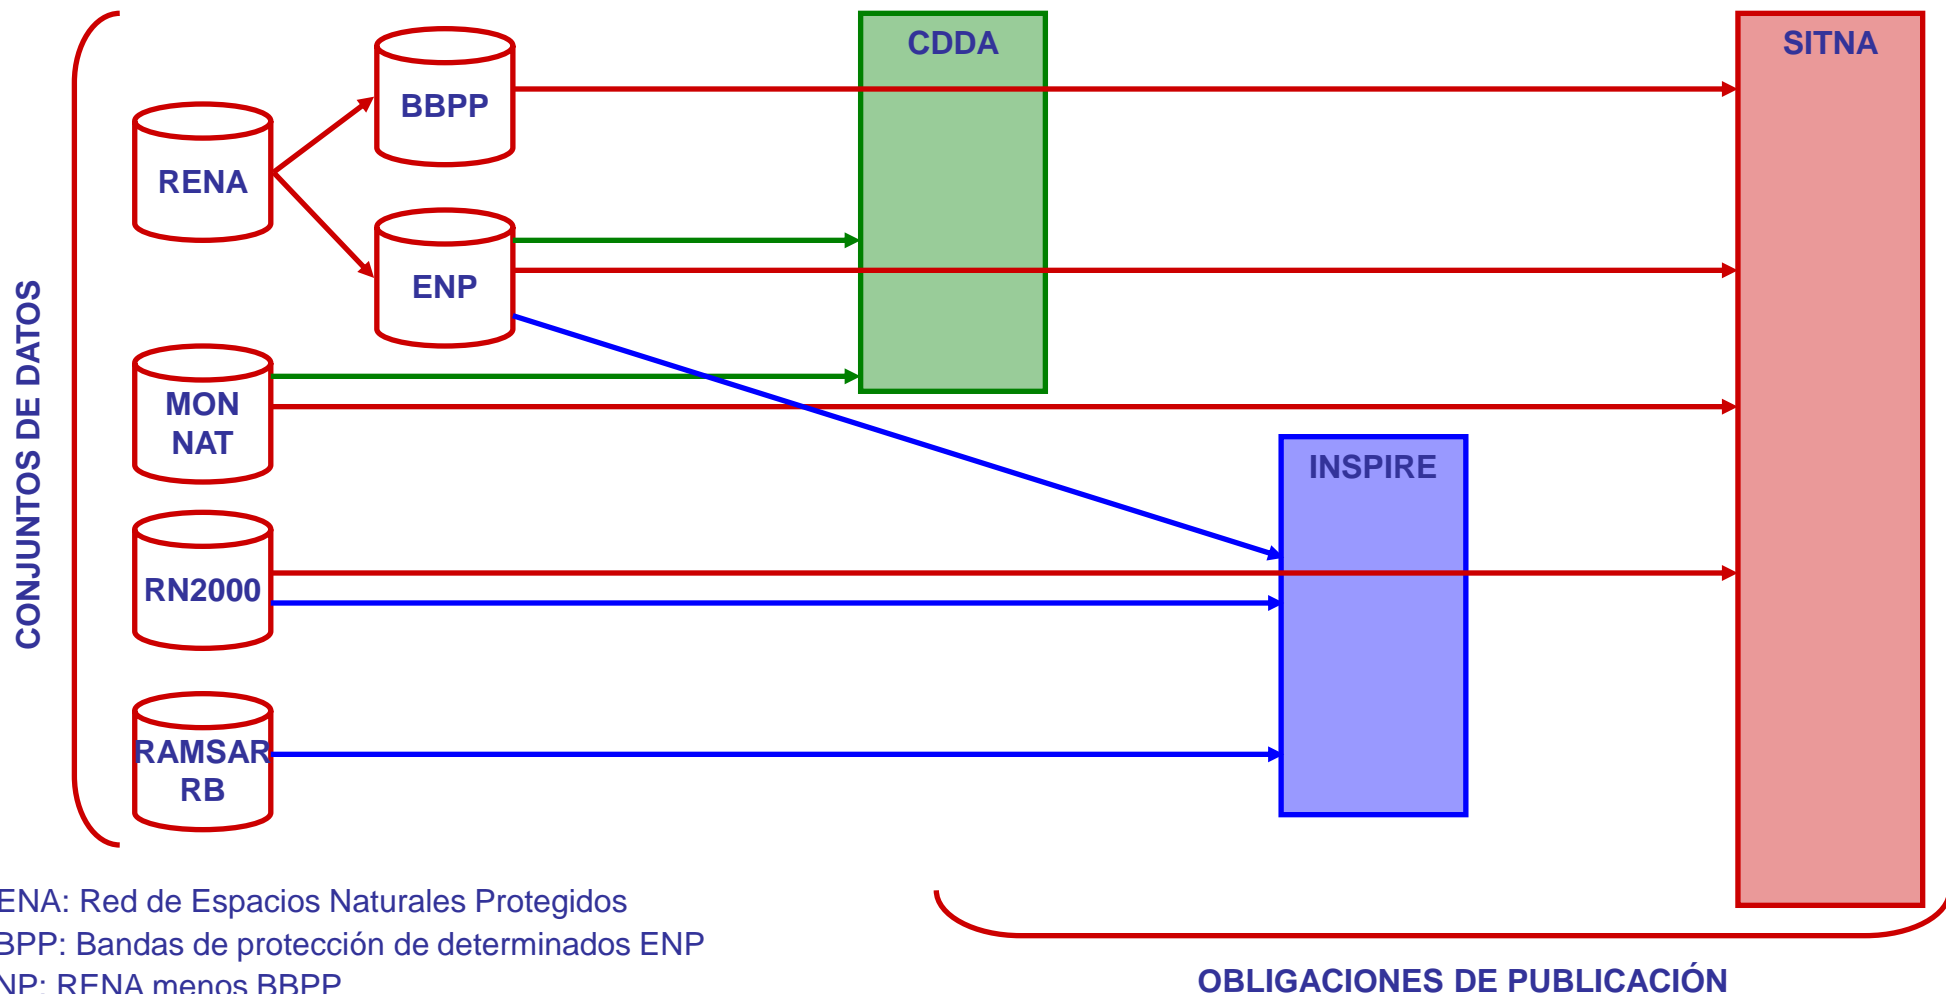 CONJUNTOS DE DATOS
RENA
BBPP
ENP
MON
NAT
RN2000
RAMSAR
RB
CDDA
INSPIRE
SITNA
ENA: Red de Espacios Naturales Protegidos
BPP: Bandas de protección de determinados ENP
NP: RENA menos BBPP
OBLIGACIONES DE PUBLICACIÓN